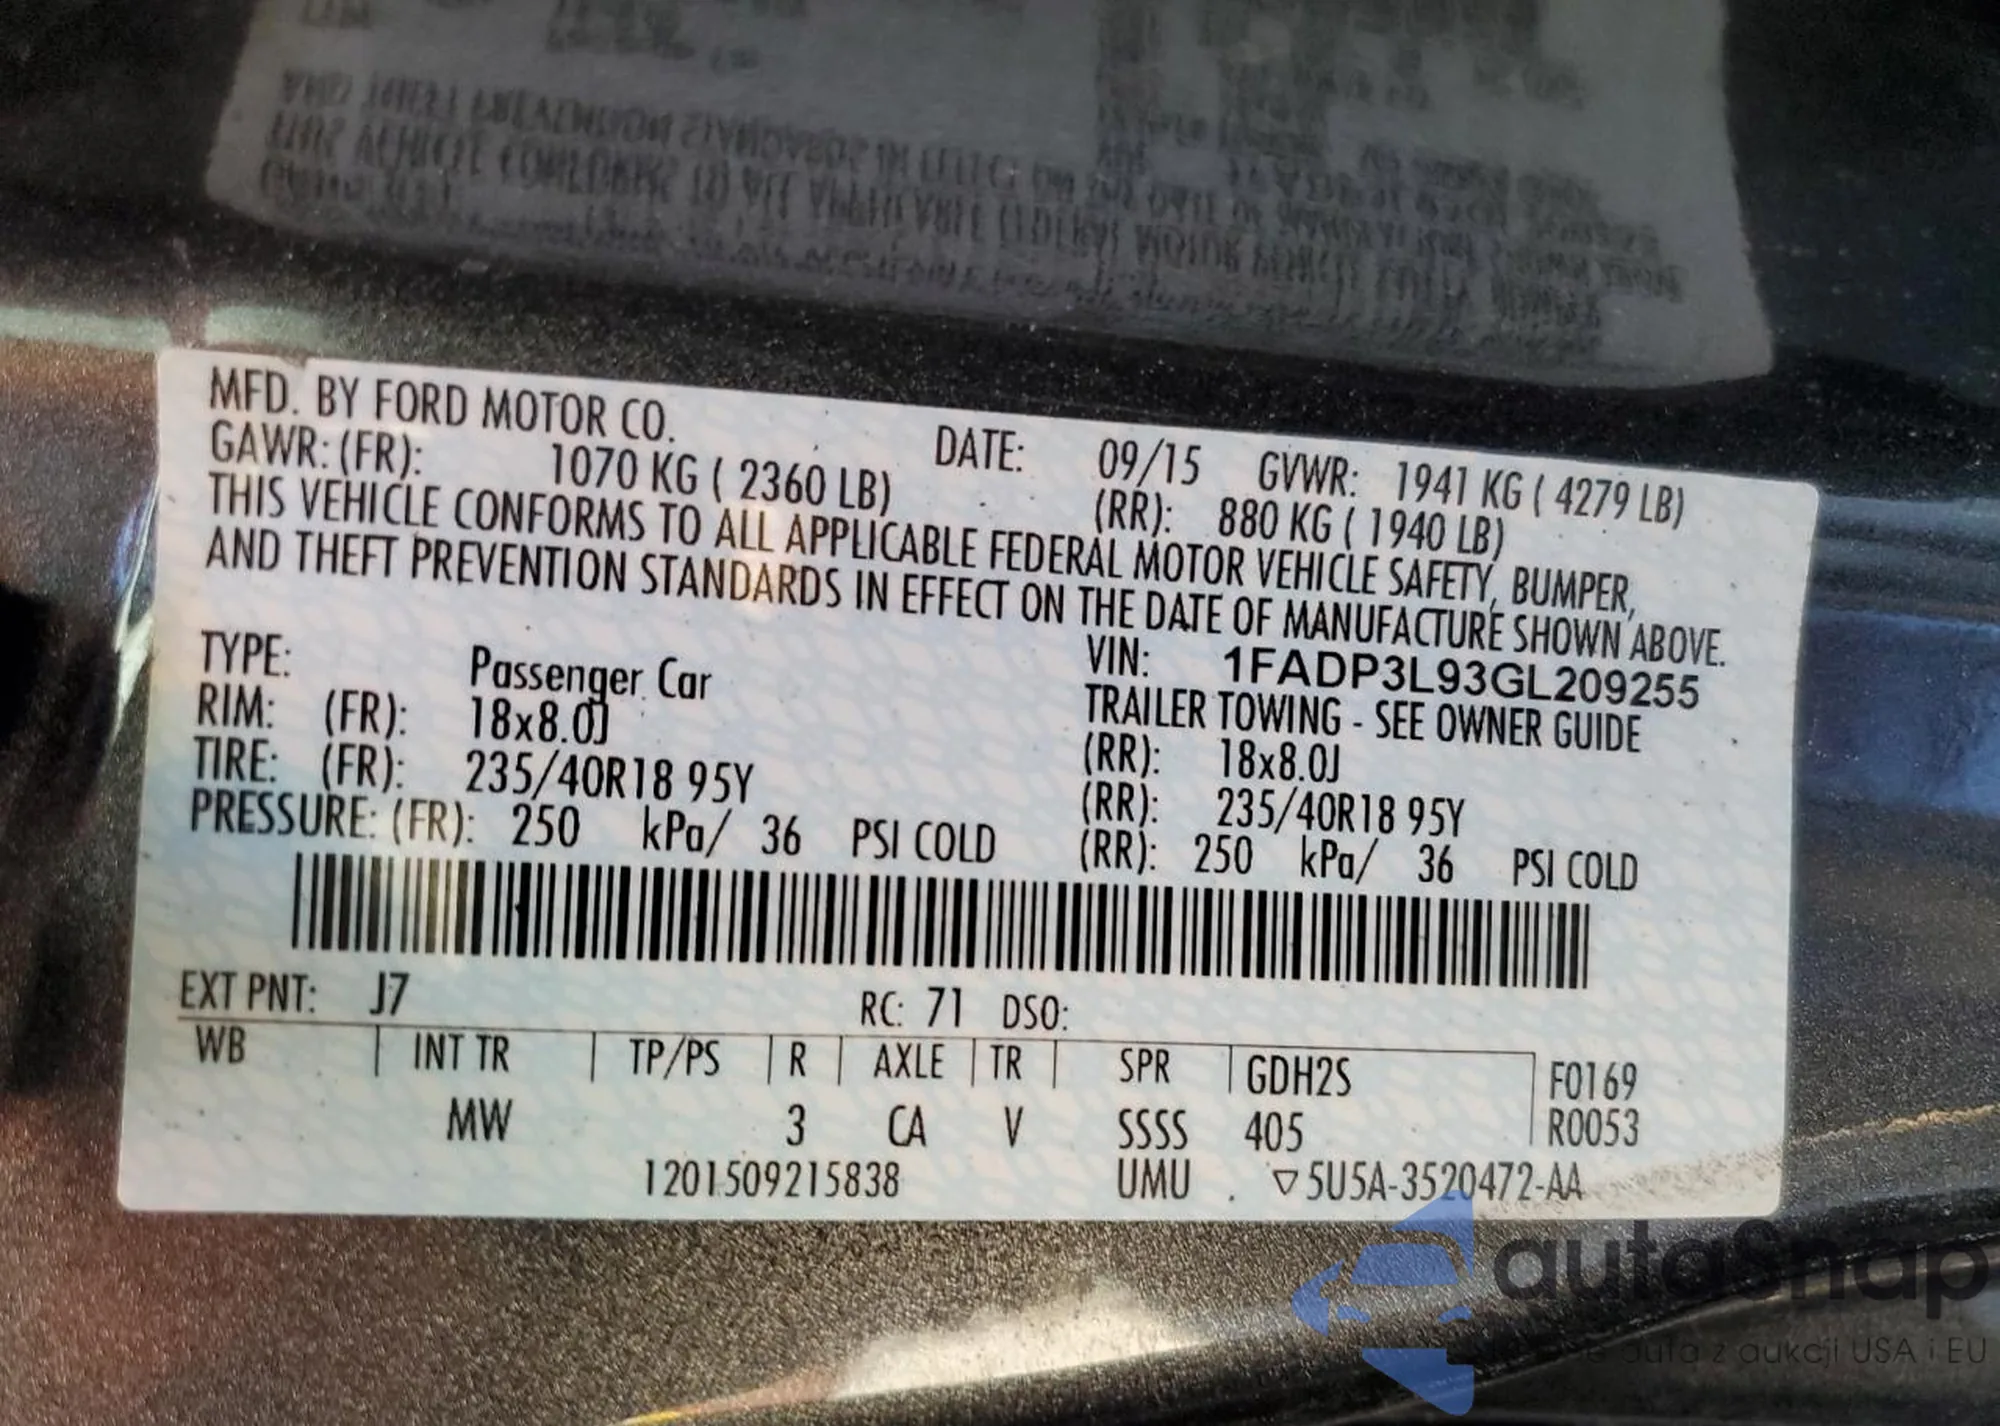 MFD. BY FORD MOTOR CO.
DATE: 09/15 GVWR: 1941 KG ( 4279 LB)
GAWR: (FR): 1070 KG ( 2360 LB) (RR): 880 KG ( 1940 LB)
THIS VEHICLE CONFORMS TO ALL APPLICABLE FEDERAL MOTOR VEHICLE SAFETY, BUMPER,
AND THEFT PREVENTION STANDARDS IN EFFECT ON THE DATE OF MANUFACTURE SHOWN ABOVE.
VIN: 1FADP3L93GL209255
TYPE: Passenger Car TRAILER TOWING - SEE OWNER GUIDE
RIM: (FR): 18x8.0J (RR): 18x8.0J
TIRE: (FR): 235/40R18 95Y (RR): 235/40R18 95Y
PRESSURE: (FR): 250 kPa/ 36 PSI COLD (RR): 250 kPa/ 36 PSI COLD
EXT PNT: J7 RC: 71 DSO:
WB | INT TR | TP/PS | R | AXLE | TR | SPR | GDH2S F0169
MW 3 CA V SSSS 405 R0053
1201509215838 UMU . ▽5U5A-3520472-AA
autasnap
auta z aukcji USA i EU